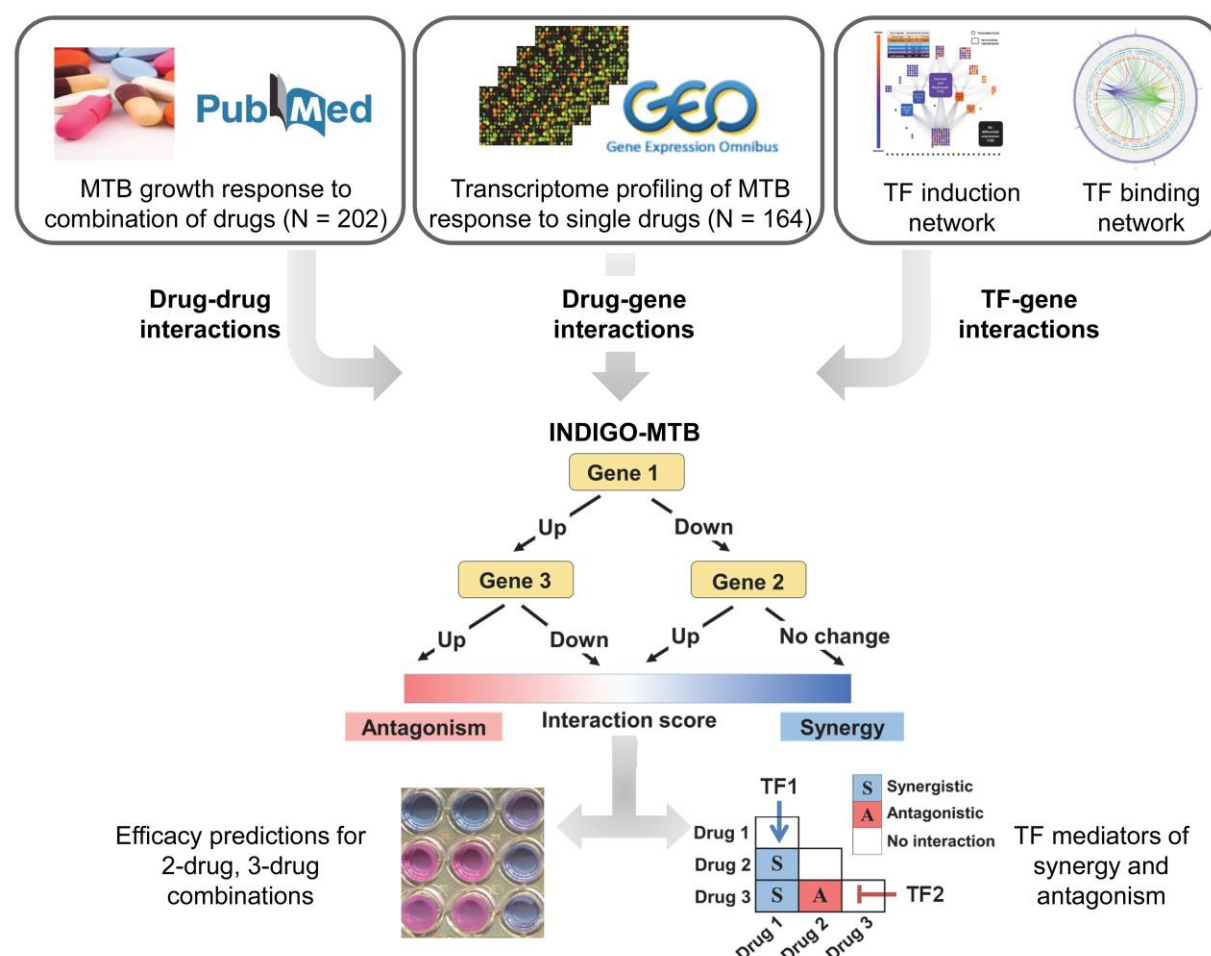 PubMed
MTB growth response to
combination of drugs (N = 202)
GEO
Gene Expression Omnibus
Transcriptome profiling of MTB
response to single drugs (N = 164)
TF induction
network
TF binding
network
Drug-drug
interactions
Drug-gene
interactions
TF-gene
interactions
INDIGO-MTB
Gene 1
Up
Down
Gene 3
Gene 2
Up
Down
Up
No change
Antagonism
Interaction score
Synergy
Efficacy predictions for
2-drug, 3-drug
combinations
TF1
S Synergistic
A Antagonistic
No interaction
Drug 1
Drug 2
S
Drug 3
S A
TF2
Drug 1 Drug 2 Drug 3
TF mediators of
synergy and
antagonism